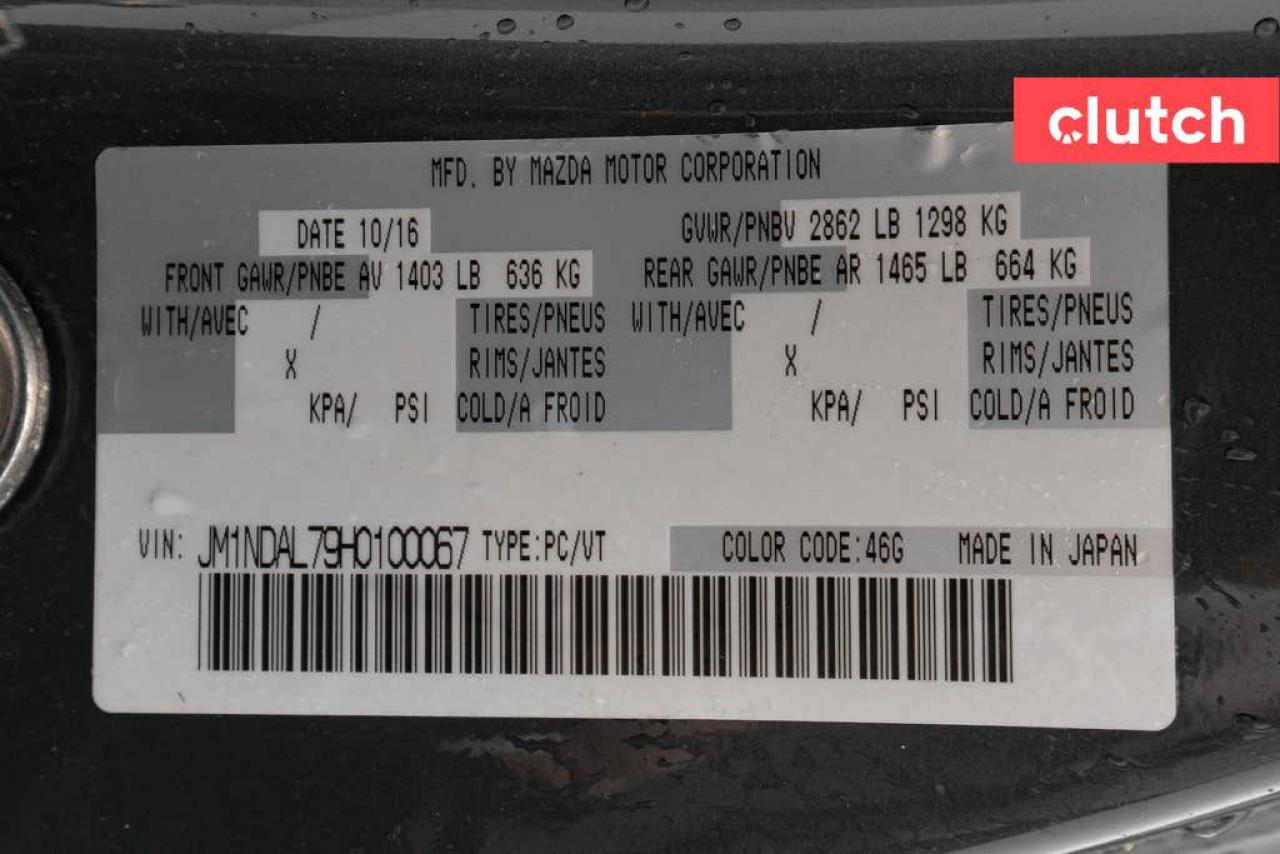 clutch
MFD. BY MAZDA MOTOR CORPORATION
DATE 10/16 GVWR/PNBV 2862 LB 1298 KG
FRONT GAWR/PNBE AV 1403 LB 636 KG REAR GAWR/PNBE AR 1465 LB 664 KG
WITH/AVEC / TIRES/PNEUS WITH/AVEC / TIRES/PNEUS
X RIMS/JANTES X RIMS/JANTES
KPA/ PSI COLD/A FROID KPA/ PSI COLD/A FROID
VIN: JM1NDAL79H0100067 TYPE:PC/VT COLOR CODE:46G MADE IN JAPAN